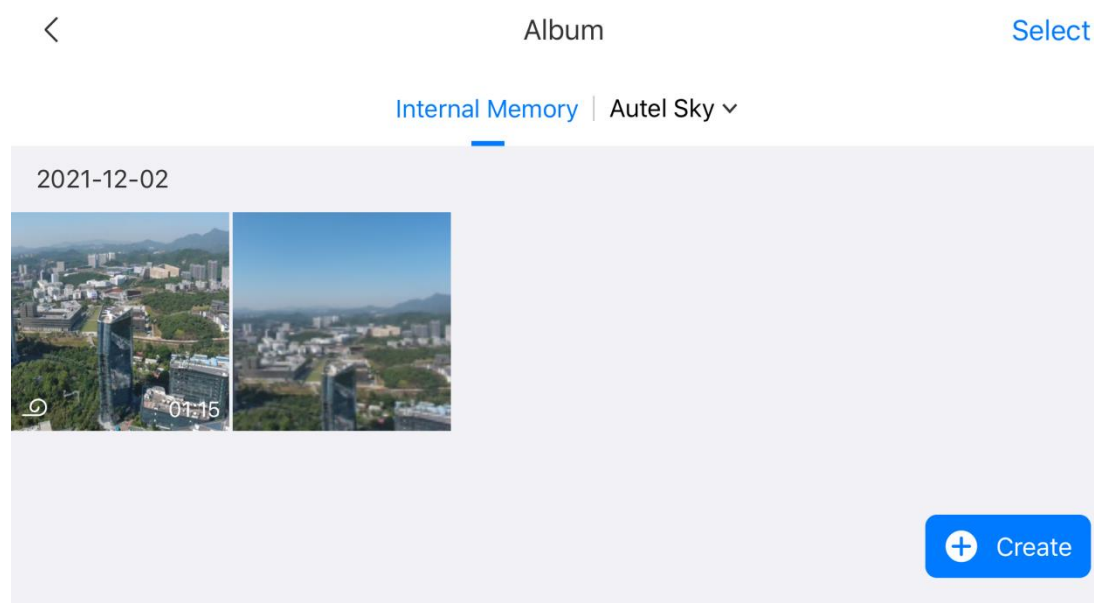 Album
Select
Internal Memory | Autel Sky
2021-12-02
01:15
Create